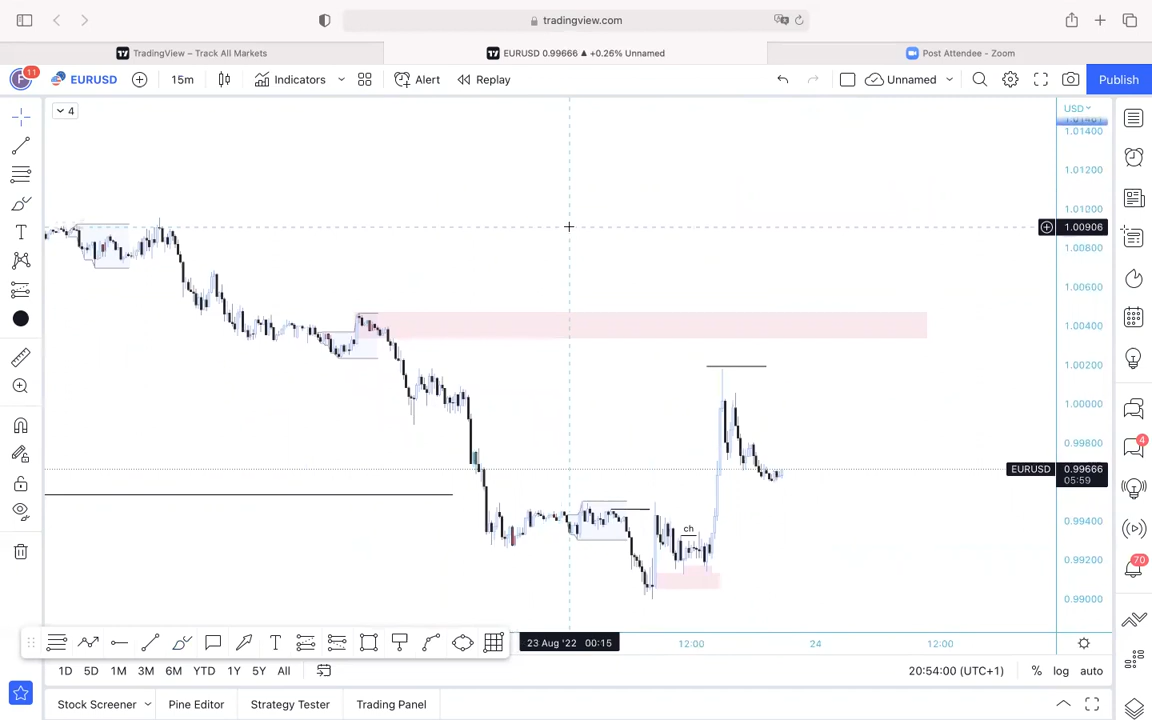 tradingview.com
TradingView – Track All Markets
EURUSD 0.99666 ▲ +0.26% Unnamed
Post Attendee - Zoom
11
F
EURUSD
15m
Indicators
Alert
Replay
Unnamed
Publish
4
USD
1.01400
1.01200
1.01000
1.00906
1.00800
1.00600
1.00400
1.00200
1.00000
0.99800
EURUSD 0.99666
05:59
0.99400
ch
0.99200
0.99000
4
70
23 Aug '22 00:15
12:00
24
12:00
1D 5D 1M 3M 6M YTD 1Y 5Y All
20:54:00 (UTC+1)
% log auto
Stock Screener
Pine Editor
Strategy Tester
Trading Panel